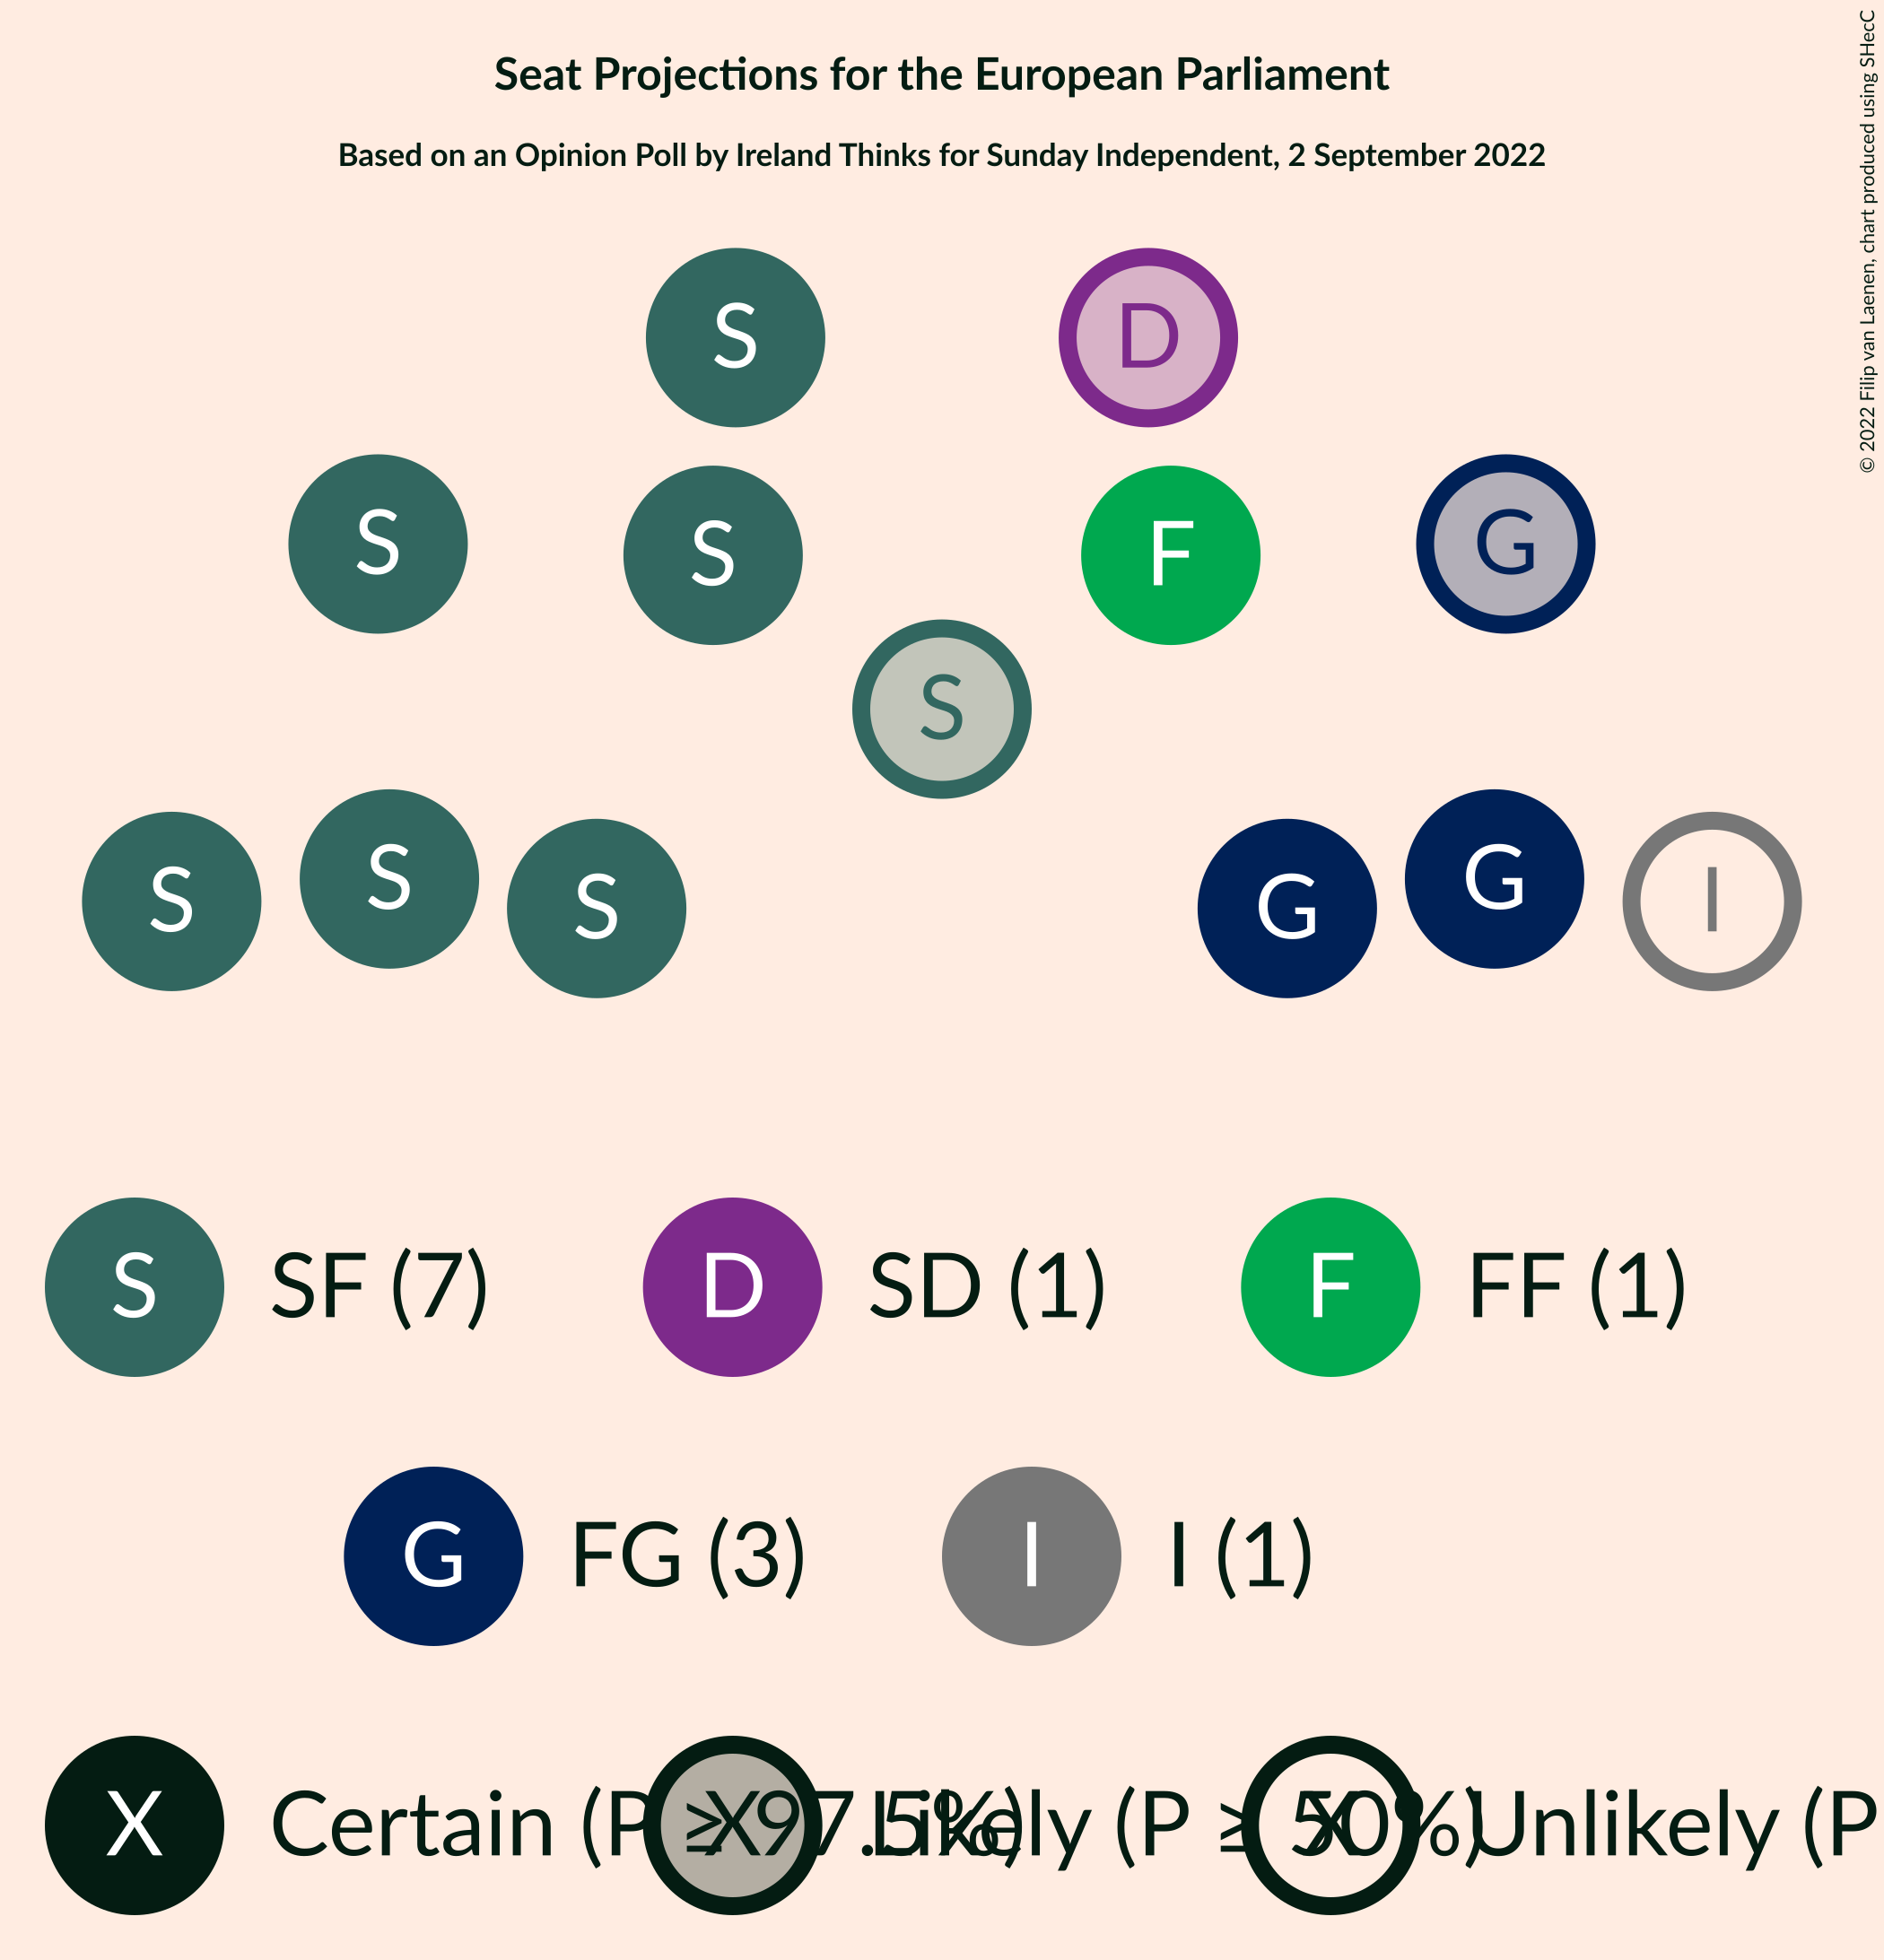 Seat Projections for the European Parliament
Based on an Opinion Poll by Ireland Thinks for Sunday Independent, 2 September 2022
© 2022 Filip van Laenen, chart produced using SHecC
S D
S S F G
S
S S S G G I
S SF (7) D SD (1) F FF (1)
G FG (3) I I (1)
X Certain (P ≥ 97.5%) X Likely (P ≥ 50%) X Unlikely (P